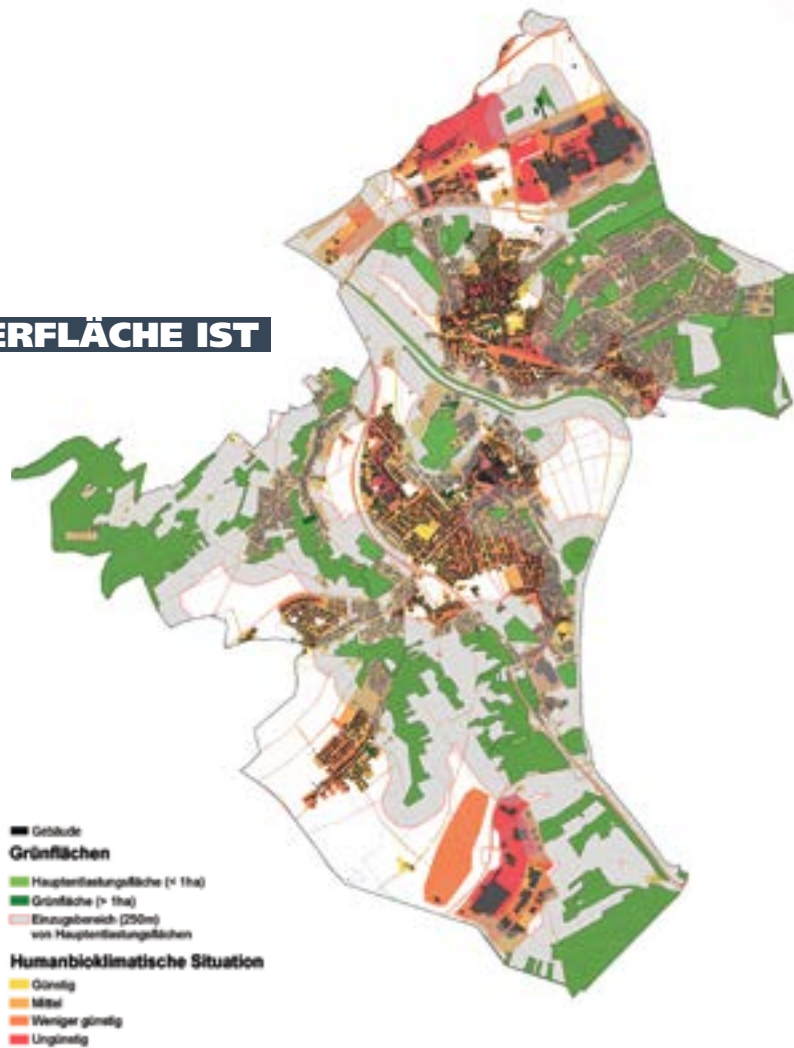 ERFLÄCHE IST
Gebäude
Grünflächen
Hauptentlastungsfläche (< 1ha)
Grünfläche (> 1ha)
Einzugsbereich (250m)
von Hauptentlastungsflächen
Humanbioklimatische Situation
Günstig
Mittel
Weniger günstig
Ungünstig